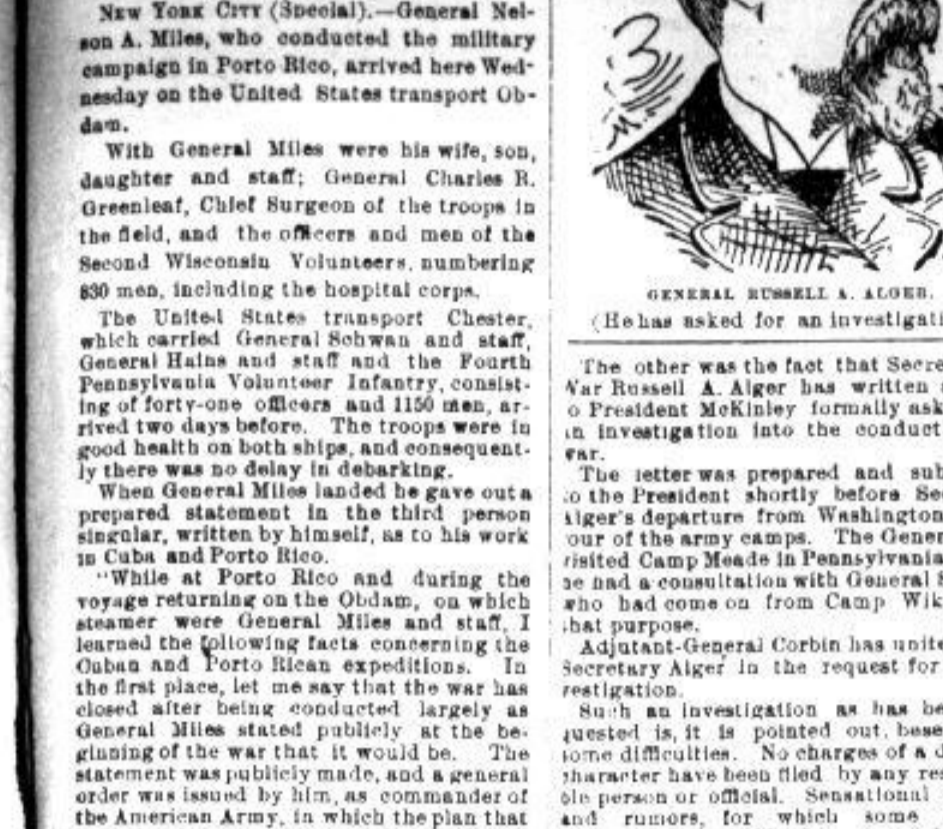 NEW YORK CITY (Special).—General Nel-
son A. Miles, who conducted the military
campaign in Porto Rico, arrived here Wed-
nesday on the United States transport Ob-
dam.
With General Miles were his wife, son,
daughter and staff; General Charles R.
Greenleaf, Chief Surgeon of the troops in
the field, and the officers and men of the
Second Wisconsin Volunteers, numbering
830 men, including the hospital corps.
The United States transport Chester,
which carried General Schwan and staff,
General Hains and staff and the Fourth
Pennsylvania Volunteer Infantry, consist-
ing of forty-one officers and 1150 men, ar-
rived two days before. The troops were in
good health on both ships, and consequent-
ly there was no delay in debarking.
When General Miles landed he gave out a
prepared statement in the third person
singular, written by himself, as to his work
in Cuba and Porto Rico.
"While at Porto Rico and during the
voyage returning on the Obdam, on which
steamer were General Miles and staff, I
learned the following facts concerning the
Cuban and Porto Rican expeditions. In
the first place, let me say that the war has
closed after being conducted largely as
General Miles stated publicly at the be-
ginning of the war that it would be. The
statement was publicly made, and a general
order was issued by him, as commander of
the American Army, in which the plan that
GENERAL RUSSELL A. ALGER.
(He has asked for an investigati
The other was the fact that Secre
War Russell A. Alger has written
o President McKinley formally ask
an investigation into the conduct
war.
The letter was prepared and sub
to the President shortly before Se
Alger's departure from Washington
our of the army camps. The Gener
visited Camp Meade in Pennsylvania
he had a consultation with General
who had come on from Camp Wik
that purpose.
Adjutant-General Corbin has unite
Secretary Alger in the request for
vestigation.
Such an investigation as has be
quested is, it is pointed out, bese
some difficulties. No charges of a d
character have been filed by any res
ble person or official. Sensational
and rumors, for which some